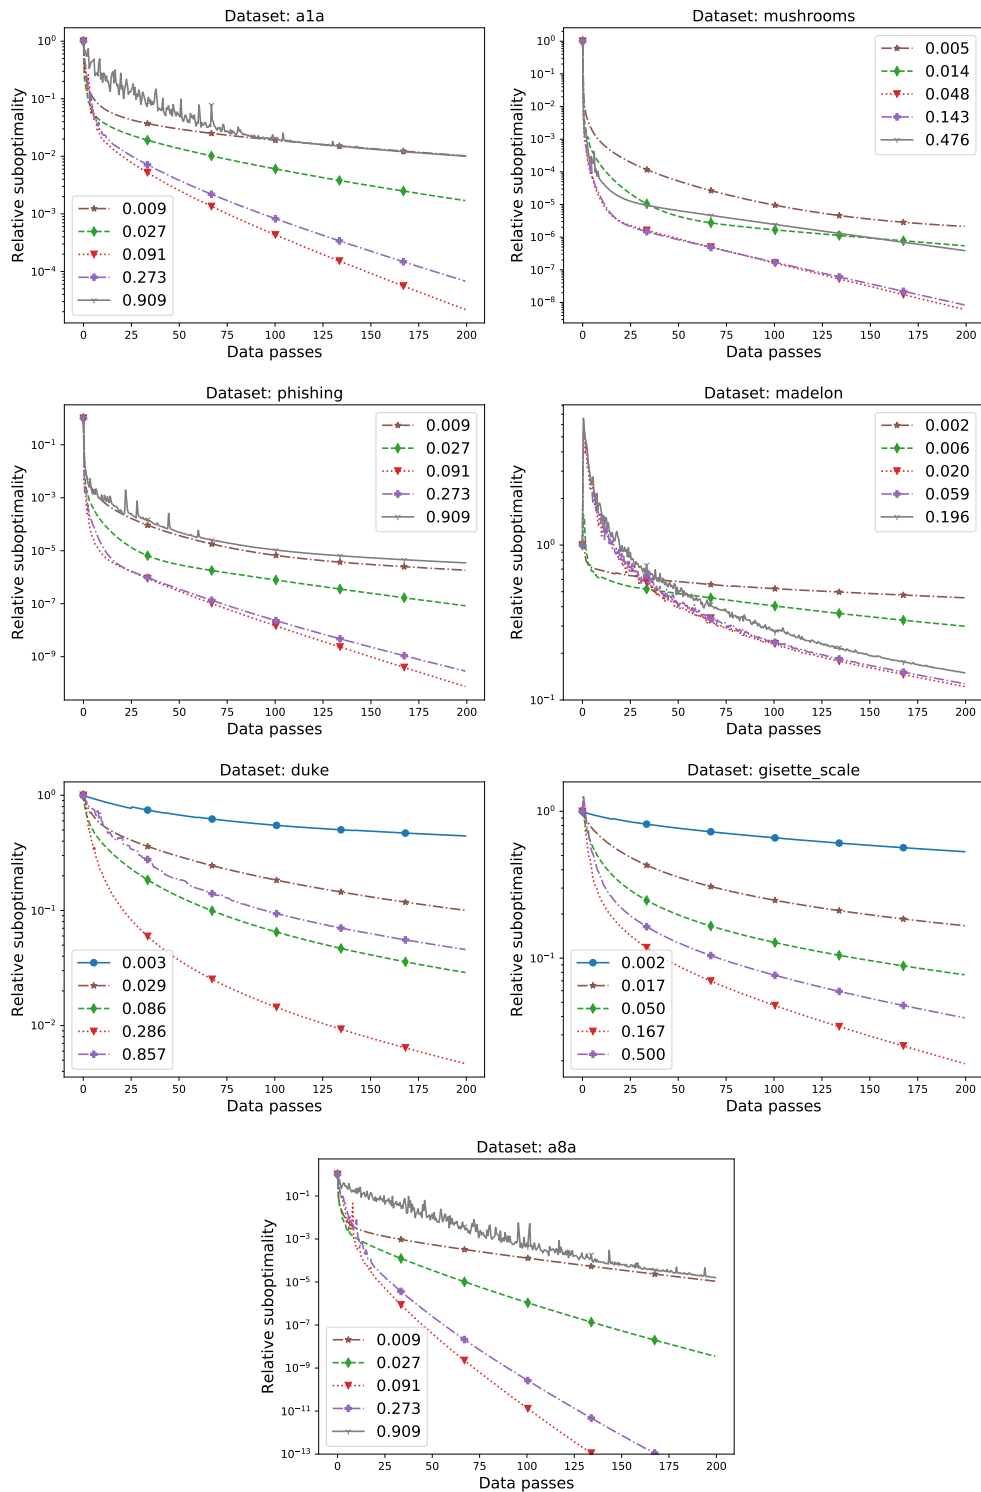 Dataset: a1a
Relative suboptimality
10⁰
10⁻¹
10⁻²
10⁻³
10⁻⁴
0.009
0.027
0.091
0.273
0.909
0 25 50 75 100 125 150 175 200
Data passes
Dataset: mushrooms
Relative suboptimality
10⁰
10⁻¹
10⁻²
10⁻³
10⁻⁴
10⁻⁵
10⁻⁶
10⁻⁷
10⁻⁸
0.005
0.014
0.048
0.143
0.476
0 25 50 75 100 125 150 175 200
Data passes
Dataset: phishing
Relative suboptimality
10⁻¹
10⁻³
10⁻⁵
10⁻⁷
10⁻⁹
0.009
0.027
0.091
0.273
0.909
0 25 50 75 100 125 150 175 200
Data passes
Dataset: madelon
Relative suboptimality
10⁰
10⁻¹
0.002
0.006
0.020
0.059
0.196
0 25 50 75 100 125 150 175 200
Data passes
Dataset: duke
Relative suboptimality
10⁰
10⁻¹
10⁻²
0.003
0.029
0.086
0.286
0.857
0 25 50 75 100 125 150 175 200
Data passes
Dataset: gisette_scale
Relative suboptimality
10⁰
10⁻¹
0.002
0.017
0.050
0.167
0.500
0 25 50 75 100 125 150 175 200
Data passes
Dataset: a8a
Relative suboptimality
10⁻¹
10⁻³
10⁻⁵
10⁻⁷
10⁻⁹
10⁻¹¹
10⁻¹³
0.009
0.027
0.091
0.273
0.909
0 25 50 75 100 125 150 175 200
Data passes